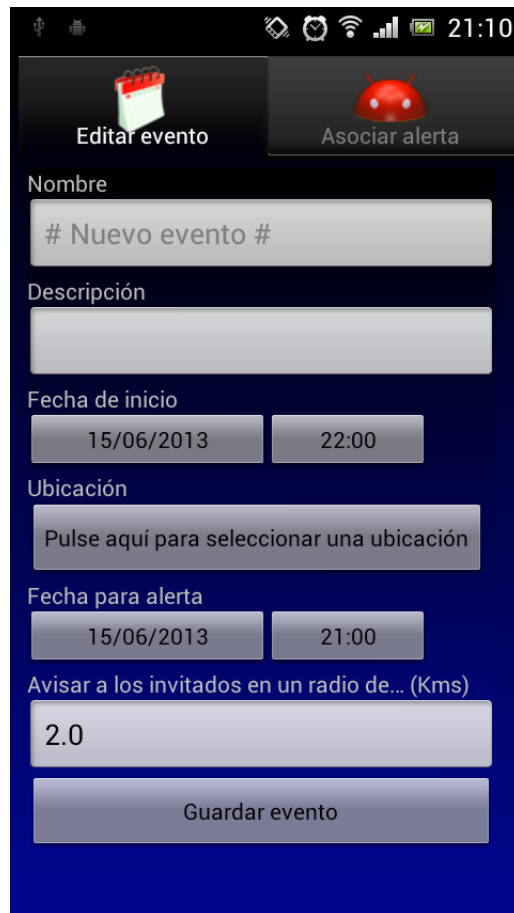 21:10
Editar evento
Asociar alerta
Nombre
# Nuevo evento #
Descripción
Fecha de inicio
15/06/2013 22:00
Ubicación
Pulse aquí para seleccionar una ubicación
Fecha para alerta
15/06/2013 21:00
Avisar a los invitados en un radio de... (Kms)
2.0
Guardar evento